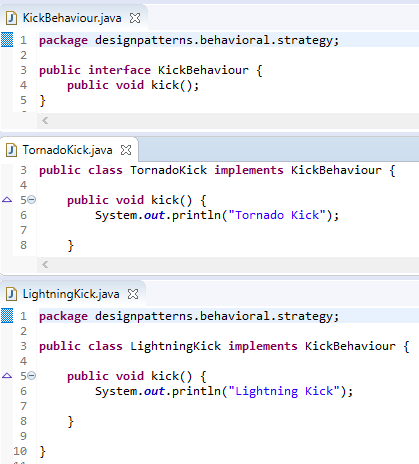 KickBehaviour.java
1 package designpatterns.behavioral.strategy;
2
3 public interface KickBehaviour {
4     public void kick();
5 }
TornadoKick.java
3 public class TornadoKick implements KickBehaviour {
4
5     public void kick() {
6         System.out.println("Tornado Kick");
7
8     }
LightningKick.java
1 package designpatterns.behavioral.strategy;
2
3 public class LightningKick implements KickBehaviour {
4
5     public void kick() {
6         System.out.println("Lightning Kick");
7
8     }
9
10 }